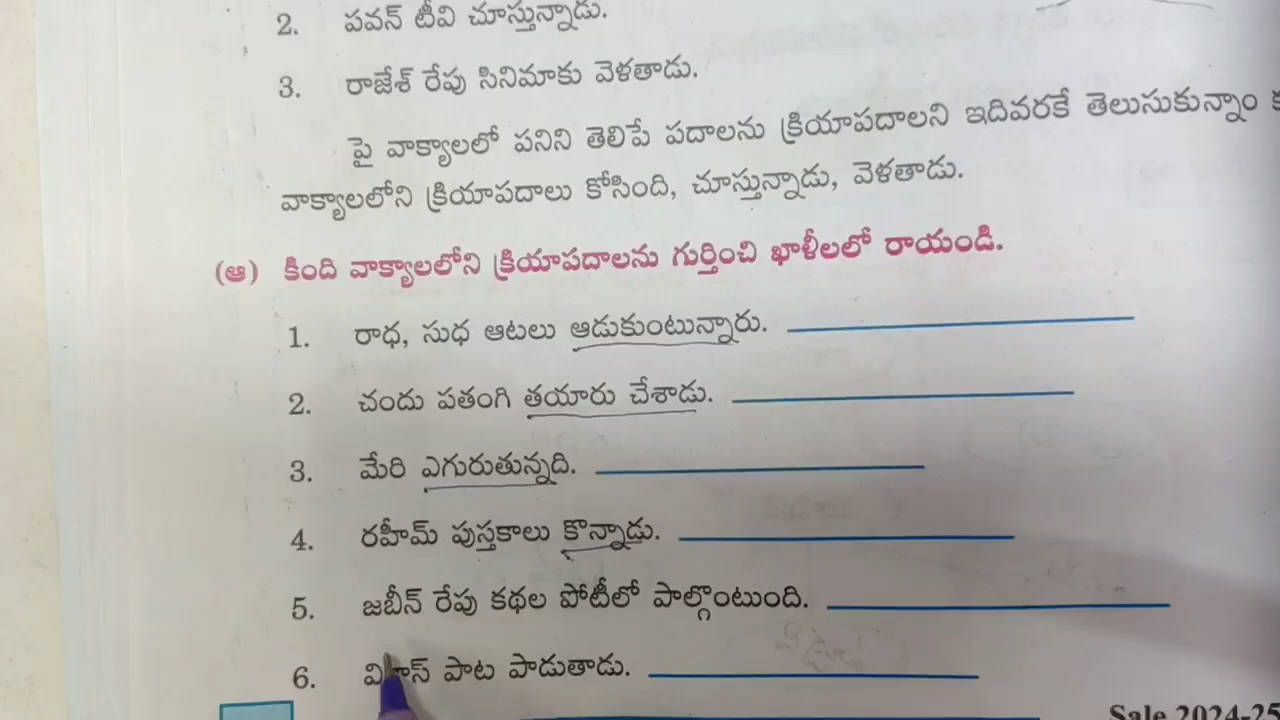 2. పవన్ టీవి చూస్తున్నాడు.
3. రాజేశ్ రేపు సినిమాకు వెళతాడు.
పై వాక్యాలలో పనిని తెలిపే పదాలను క్రియాపదాలని ఇదివరకే తెలుసుకున్నాం
వాక్యాలలోని క్రియాపదాలు కోసింది, చూస్తున్నాడు, వెళతాడు.
(ఆ) కింది వాక్యాలలోని క్రియాపదాలను గుర్తించి ఖాళీలలో రాయండి.
1. రాధ, సుధ ఆటలు ఆడుకుంటున్నారు.
2. చందు పతంగి తయారు చేశాడు.
3. మేరి ఎగురుతున్నది.
4. రహీమ్ పుస్తకాలు కొన్నాడు.
5. జబీన్ రేపు కథల పోటీలో పాల్గొంటుంది.
6. పాట పాడుతాడు.
Sale 2024-25